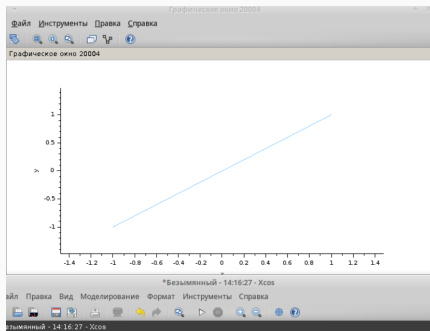 Графическое окно 20004
Файл Инструменты Правка Справка
Графическое окно 20004
1
0.5
y 0
-0.5
-1
-1.4 -1.2 -1 -0.8 -0.6 -0.4 -0.2 0 0.2 0.4 0.6 0.8 1 1.2 1.4
*Безымянный - 14:16:27 - Xcos
айл Правка Вид Моделирование Формат Инструменты Справка
езымянный - 14:16:27 - Xcos